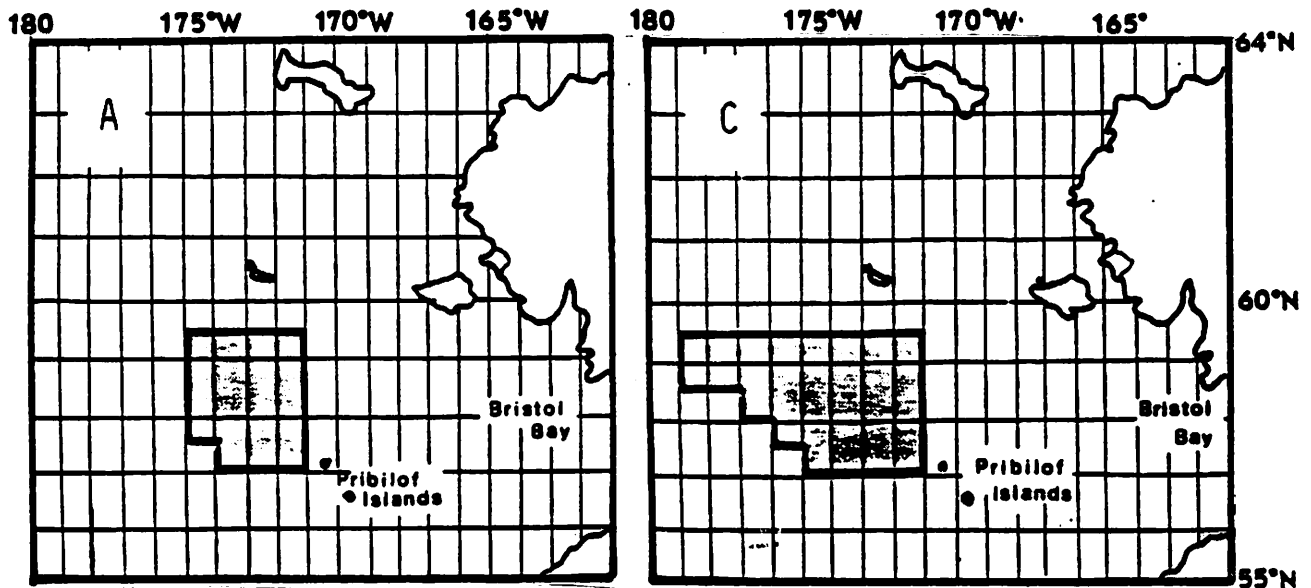 180 175°W 170°W 165°W
A
Bristol
Bay
Pribilof
Islands
180 175°W 170°W 165°
64°N
C
60°N
Bristol
Bay
Pribilof
Islands
55°N